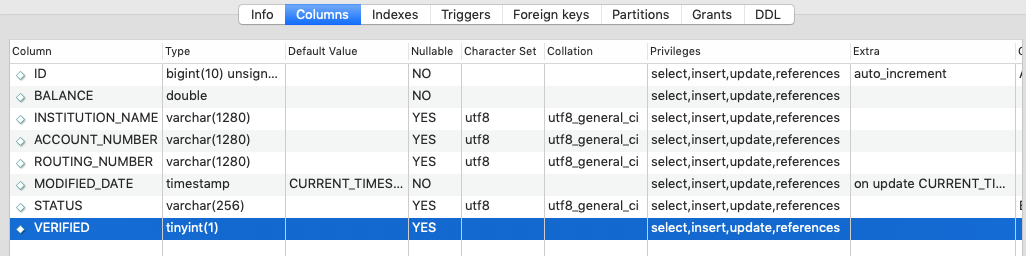 Info Columns Indexes Triggers Foreign keys Partitions Grants DDL
Column Type Default Value Nullable Character Set Collation Privileges Extra
ID bigint(10) unsign... NO select,insert,update,references auto_increment
BALANCE double NO select,insert,update,references
INSTITUTION_NAME varchar(1280) YES utf8 utf8_general_ci select,insert,update,references
ACCOUNT_NUMBER varchar(1280) YES utf8 utf8_general_ci select,insert,update,references
ROUTING_NUMBER varchar(1280) YES utf8 utf8_general_ci select,insert,update,references
MODIFIED_DATE timestamp CURRENT_TIMES... NO select,insert,update,references on update CURRENT_TI...
STATUS varchar(256) YES utf8 utf8_general_ci select,insert,update,references
VERIFIED tinyint(1) YES select,insert,update,references